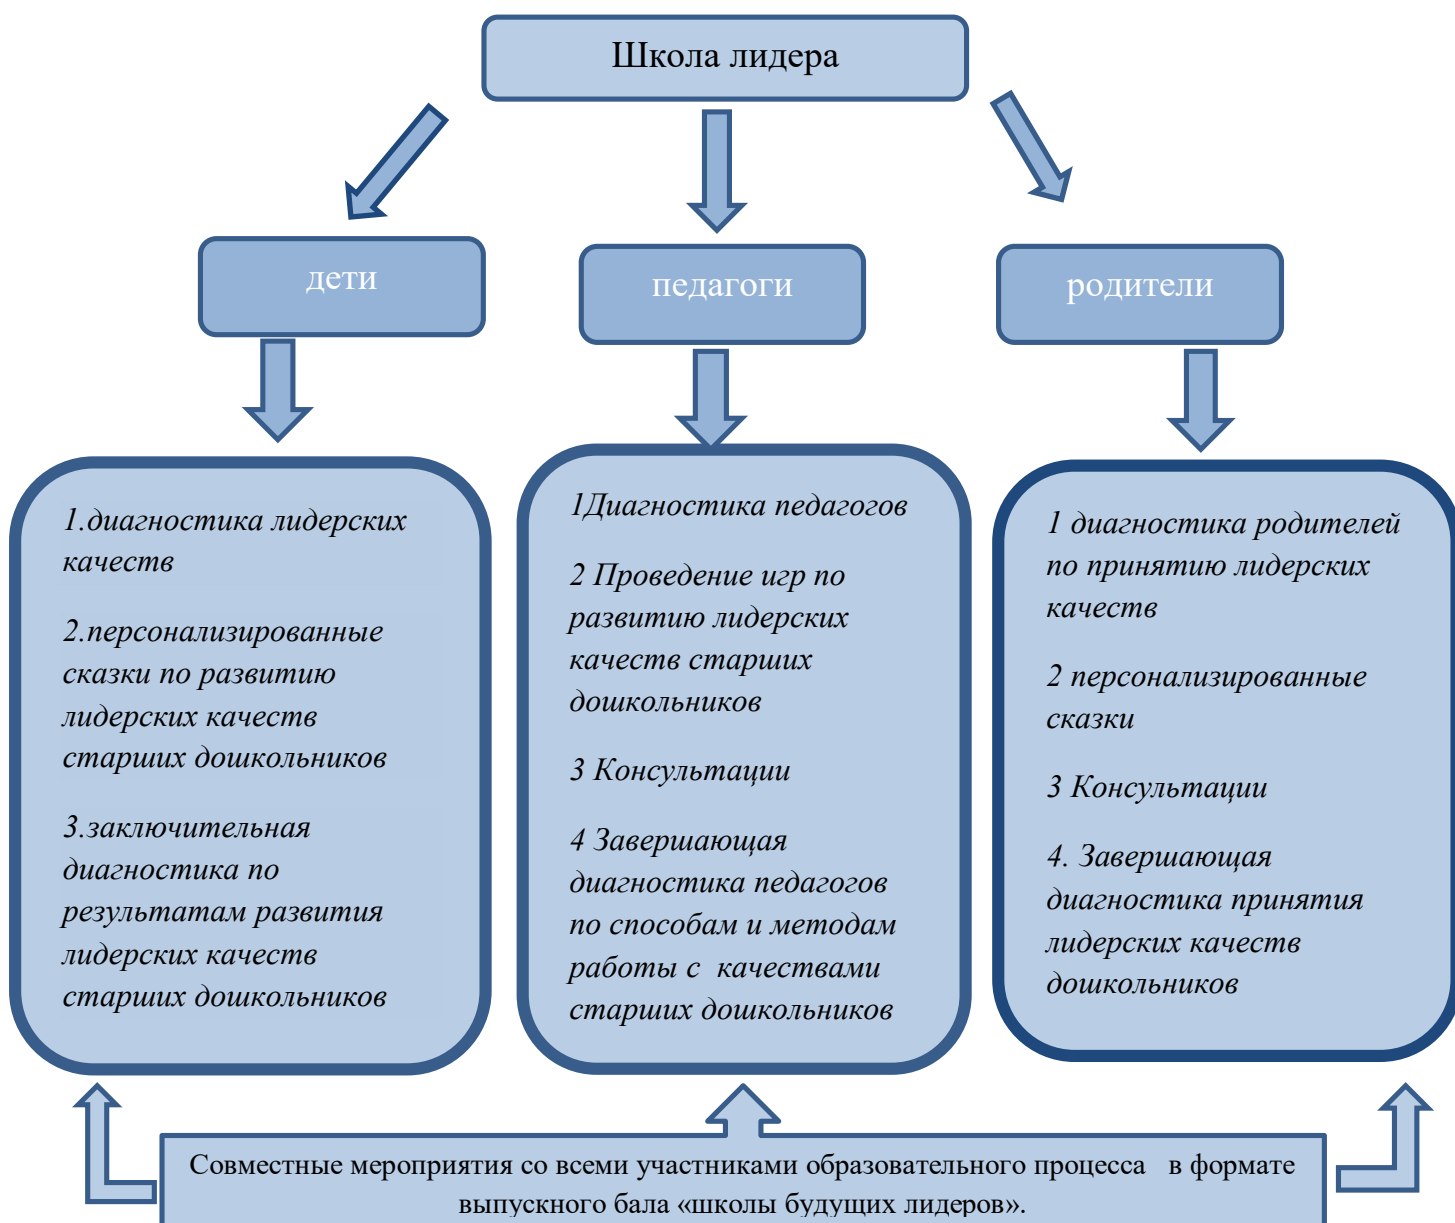 Школа лидера
дети
педагоги
родители
1.диагностика лидерских
качеств
2.персонализированные
сказки по развитию
лидерских качеств
старших дошкольников
3.заключительная
диагностика по
результатам развития
лидерских качеств
старших дошкольников
1Диагностика педагогов
2 Проведение игр по
развитию лидерских
качеств старших
дошкольников
3 Консультации
4 Завершающая
диагностика педагогов
по способам и методам
работы с качествами
старших дошкольников
1 диагностика родителей
по принятию лидерских
качеств
2 персонализированные
сказки
3 Консультации
4. Завершающая
диагностика принятия
лидерских качеств
дошкольников
Совместные мероприятия со всеми участниками образовательного процесса в формате
выпускного бала «школы будущих лидеров».